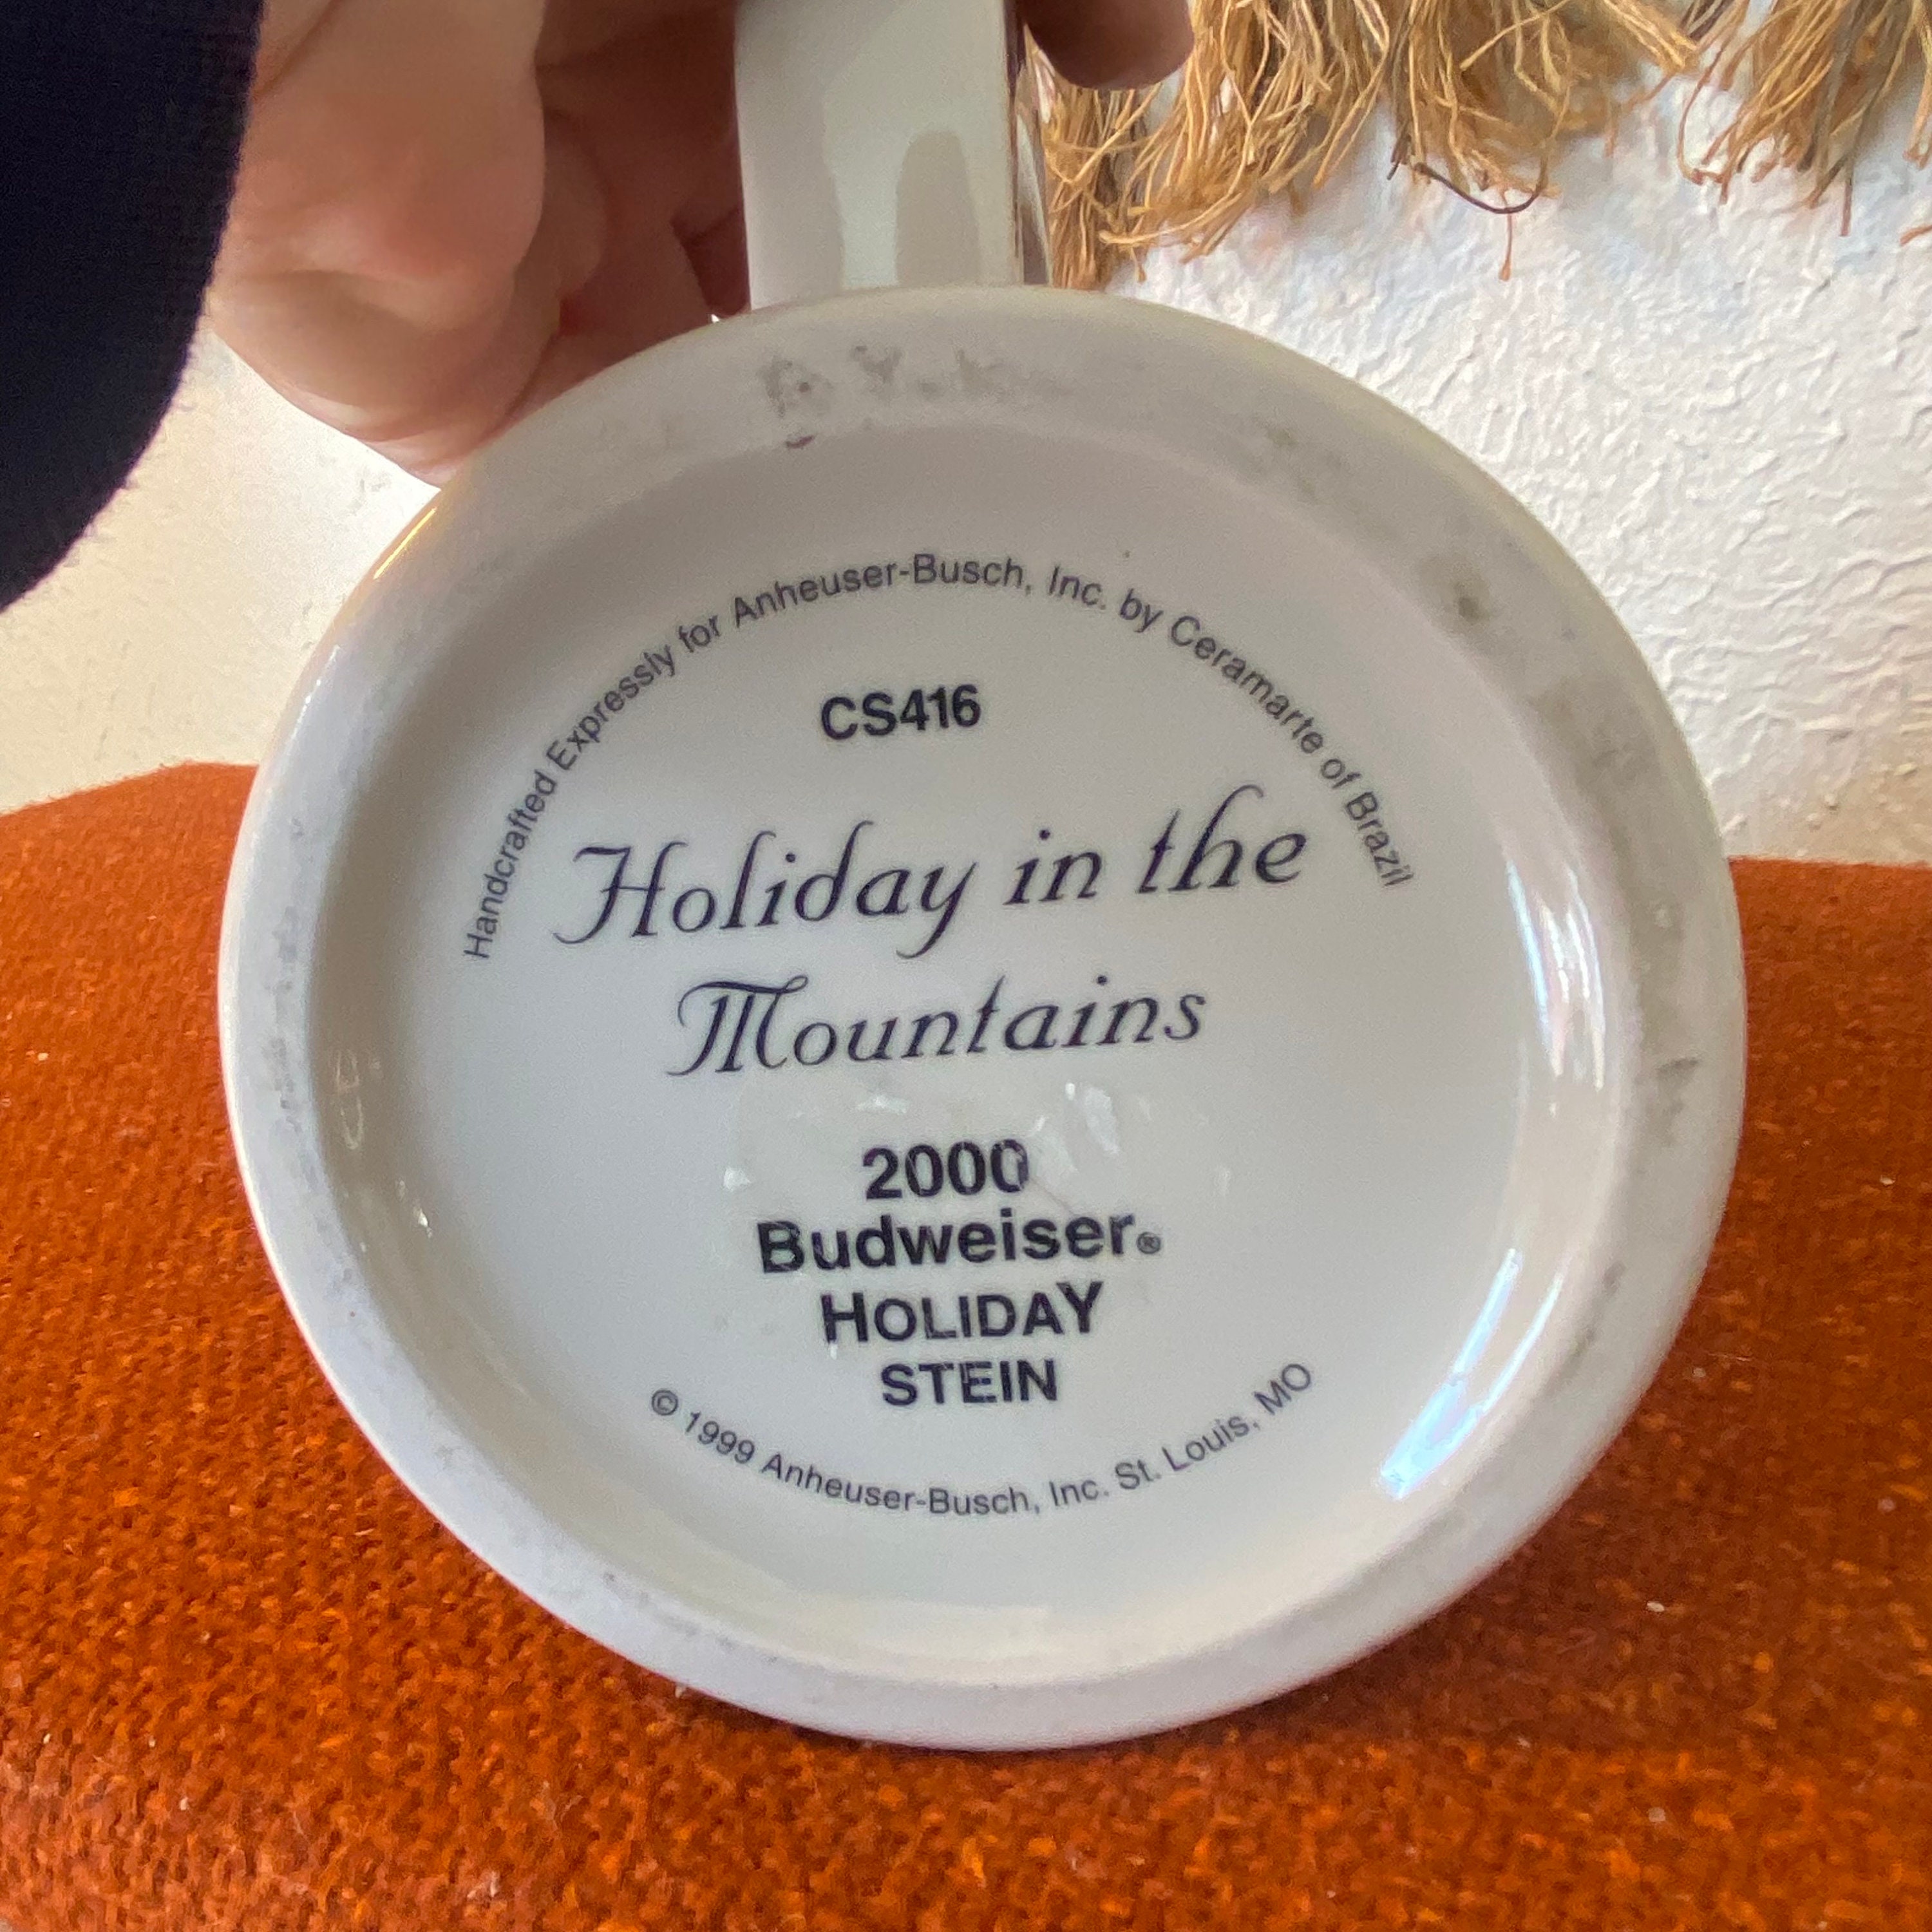 Handcrafted Expressly for Anheuser-Busch, Inc. by Ceramarte of Brazil
CS416
Holiday in the
Mountains
2000
Budweiser®
HOLIDAY
STEIN
© 1999 Anheuser-Busch, Inc. St. Louis, MO